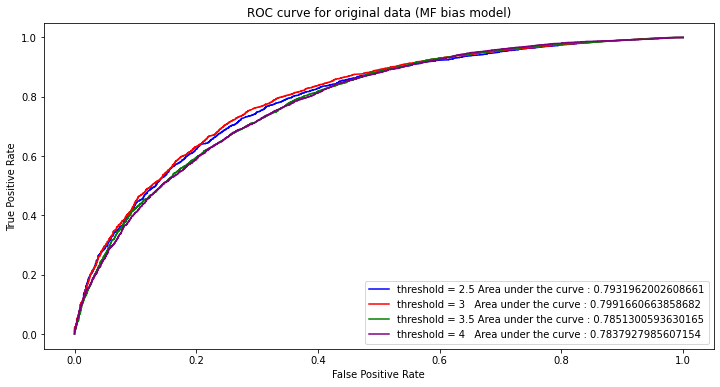 ROC curve for original data (MF bias model)
True Positive Rate
1.0
0.8
0.6
0.4
0.2
0.0
threshold = 2.5 Area under the curve : 0.7931962002608661
threshold = 3 Area under the curve : 0.7991660663858682
threshold = 3.5 Area under the curve : 0.7851300593630165
threshold = 4 Area under the curve : 0.7837927985607154
0.0 0.2 0.4 0.6 0.8 1.0
False Positive Rate